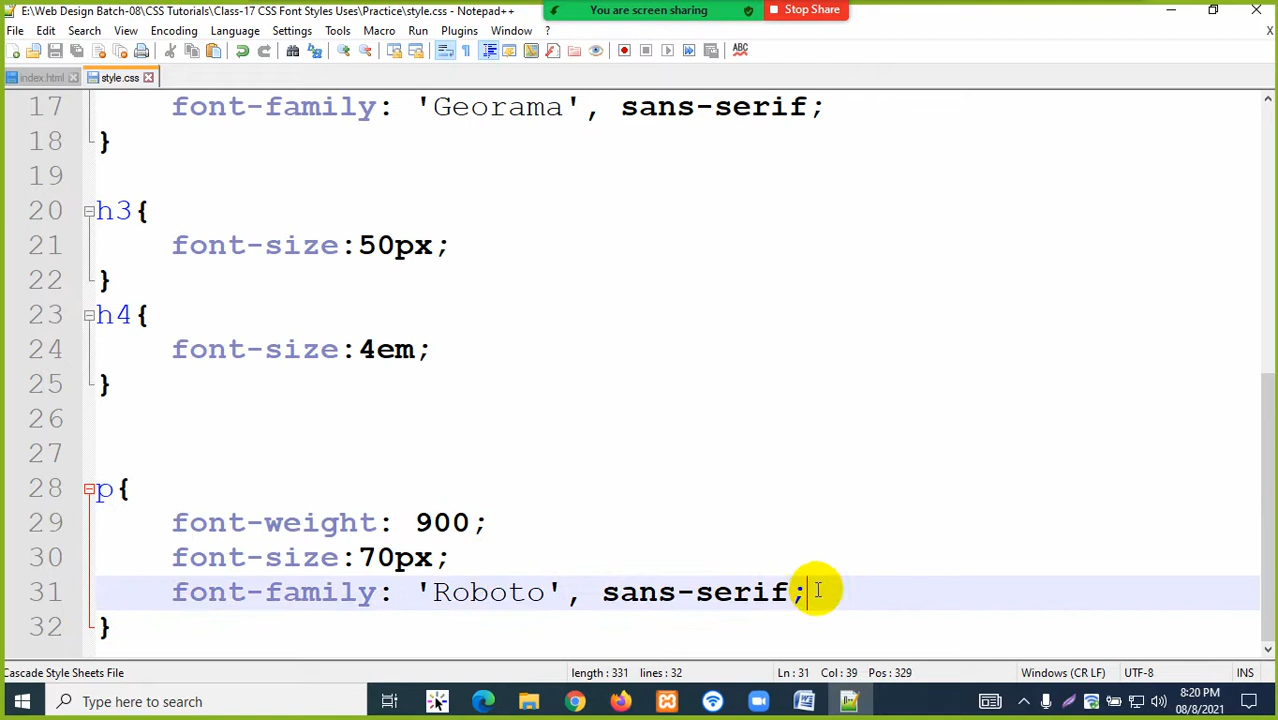 E:\Web Design Batch-08\CSS Tutorials\Class-17 CSS Font Styles Uses\Practice\style.css - Notepad++
You are screen sharing
Stop Share
File Edit Search View Encoding Language Settings Tools Macro Run Plugins Window ? X
ABC
index.html style.css
17 font-family: 'Georama', sans-serif;
18 }
19
20 h3{
21 font-size:50px;
22 }
23 h4{
24 font-size:4em;
25 }
26
27
28 p{
29 font-weight: 900;
30 font-size:70px;
31 font-family: 'Roboto', sans-serif;
32 }
Cascade Style Sheets File length : 331 lines : 32 Ln : 31 Col : 39 Pos : 329 Windows (CR LF) UTF-8 INS
Type here to search
8:20 PM
08/8/2021